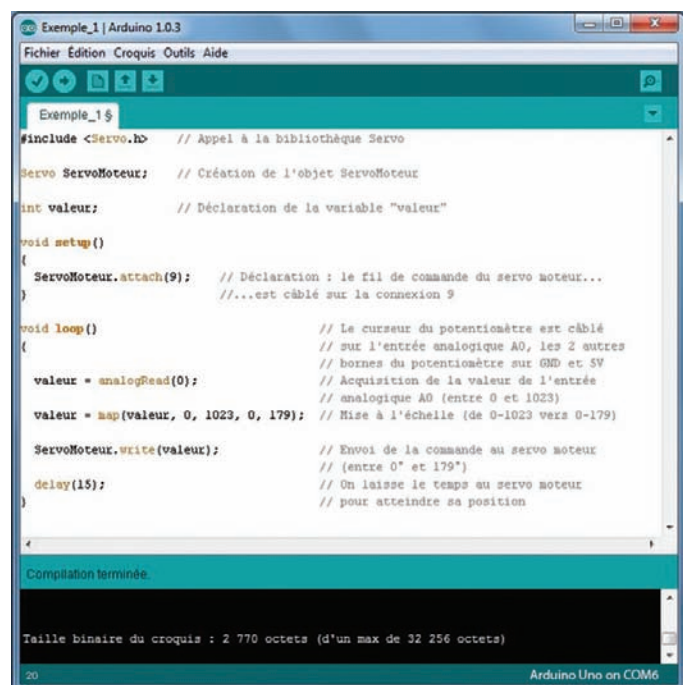 Exemple_1 | Arduino 1.0.3
Fichier Édition Croquis Outils Aide
Exemple_1 §
#include <Servo.h> // Appel à la bibliothèque Servo
Servo ServoMoteur; // Création de l'objet ServoMoteur
int valeur; // Déclaration de la variable "valeur"
void setup()
{
ServoMoteur.attach(9); // Déclaration : le fil de commande du servo moteur...
} //...est câblé sur la connexion 9
void loop() // Le curseur du potentiomètre est câblé
{ // sur l'entrée analogique A0, les 2 autres
// bornes du potentiomètre sur GND et 5V
valeur = analogRead(0); // Acquisition de la valeur de l'entrée
// analogique A0 (entre 0 et 1023)
valeur = map(valeur, 0, 1023, 0, 179); // Mise à l'échelle (de 0-1023 vers 0-179)
ServoMoteur.write(valeur); // Envoi de la commande au servo moteur
// (entre 0° et 179°)
delay(15); // On laisse le temps au servo moteur
} // pour atteindre sa position
Compilation terminée.
Taille binaire du croquis : 2 770 octets (d'un max de 32 256 octets)
20 Arduino Uno on COM6